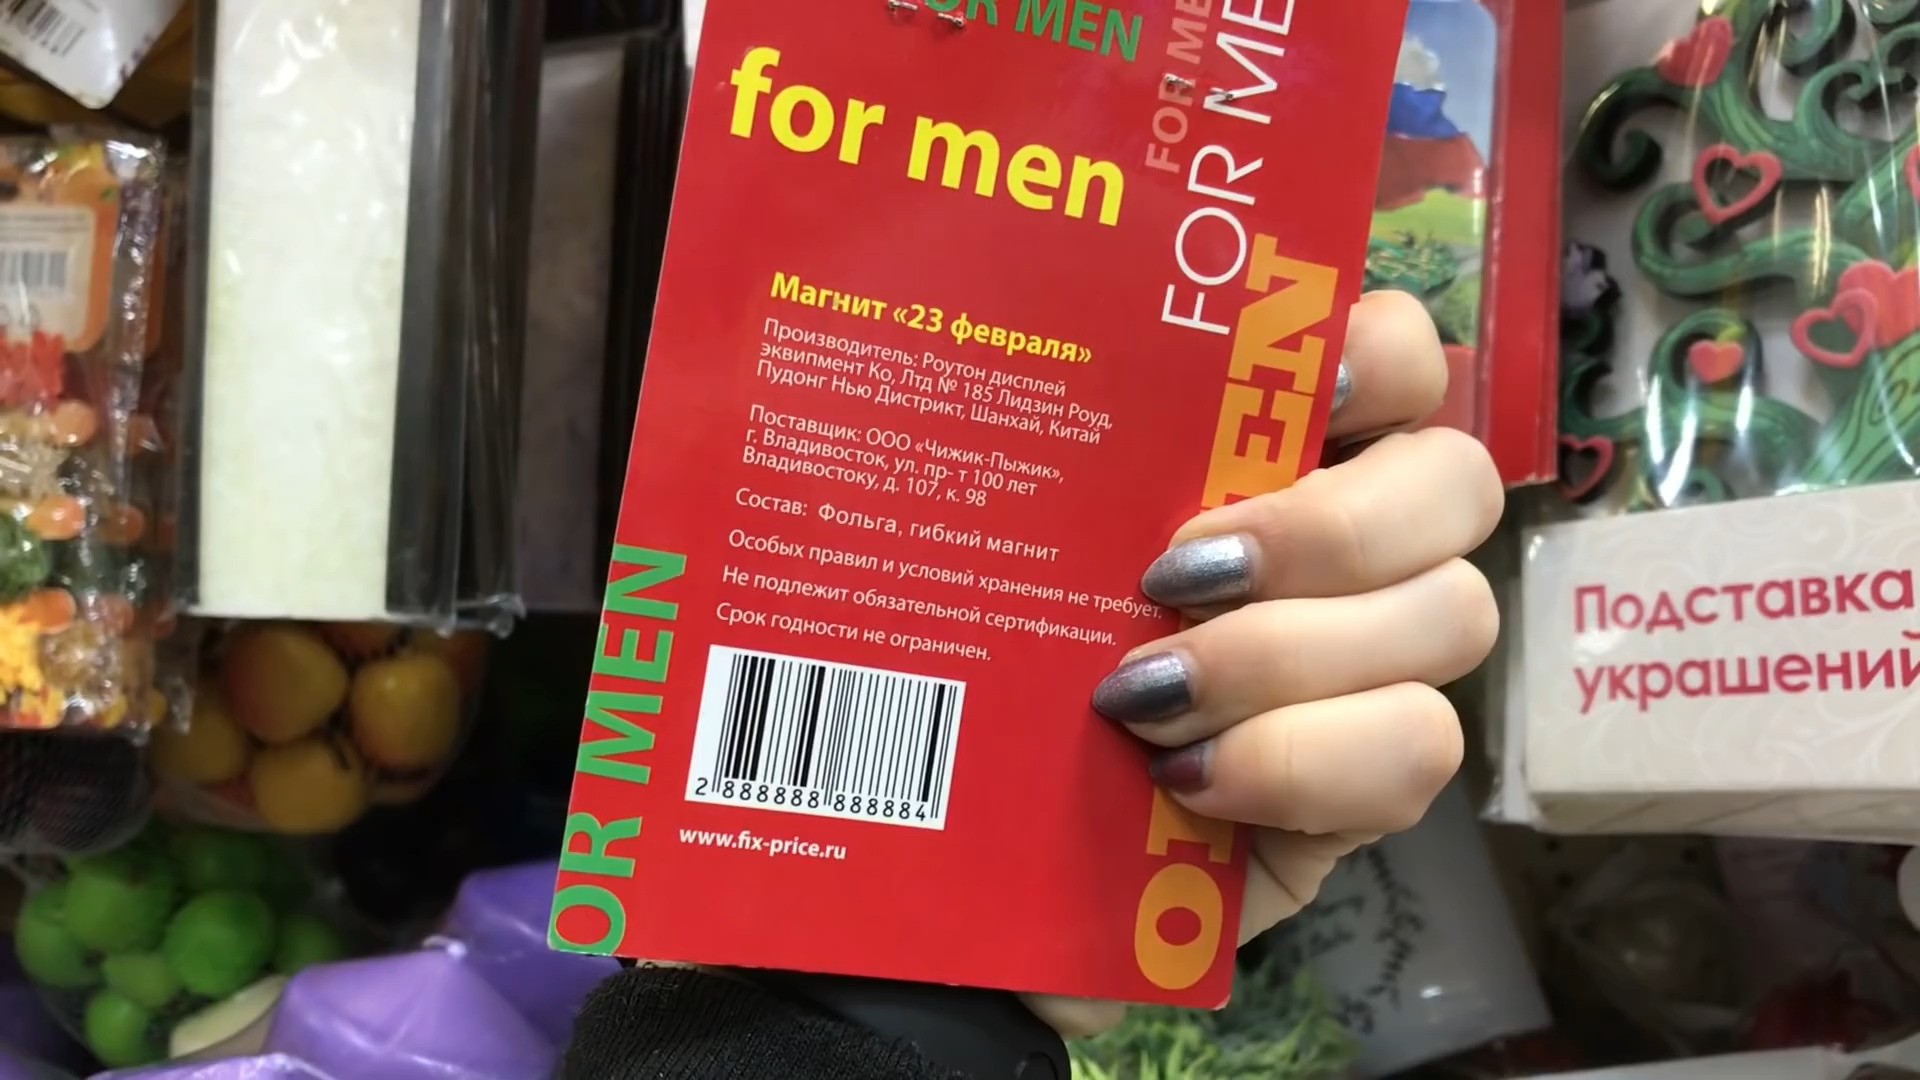 FOR MEN
for men
FOR MEN
FOR ME
Магнит «23 февраля»
Производитель: Роутон дисплей
эквипмент Ко, Лтд № 185 Лидзин Роуд,
Пудонг Нью Дистрикт, Шанхай, Китай
Поставщик: ООО «Чижик-Пыжик»,
г. Владивосток, ул. пр- т 100 лет
Владивостоку, д. 107, к. 98
Состав: Фольга, гибкий магнит
Особых правил и условий хранения не требует.
Не подлежит обязательной сертификации.
Срок годности не ограничен.
2 888888 888884
www.fix-price.ru
OR MEN
Подставка
украшений